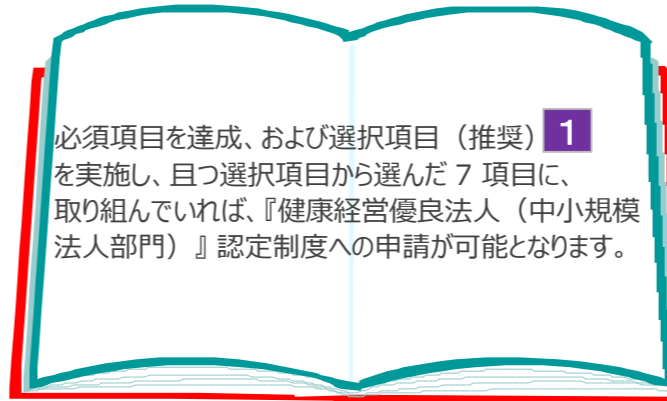 必須項目を達成、および選択項目（推奨）1
を実施し、且つ選択項目から選んだ 7 項目に、
取り組んでいれば、『健康経営優良法人（中小規模
法人部門）』認定制度への申請が可能となります。